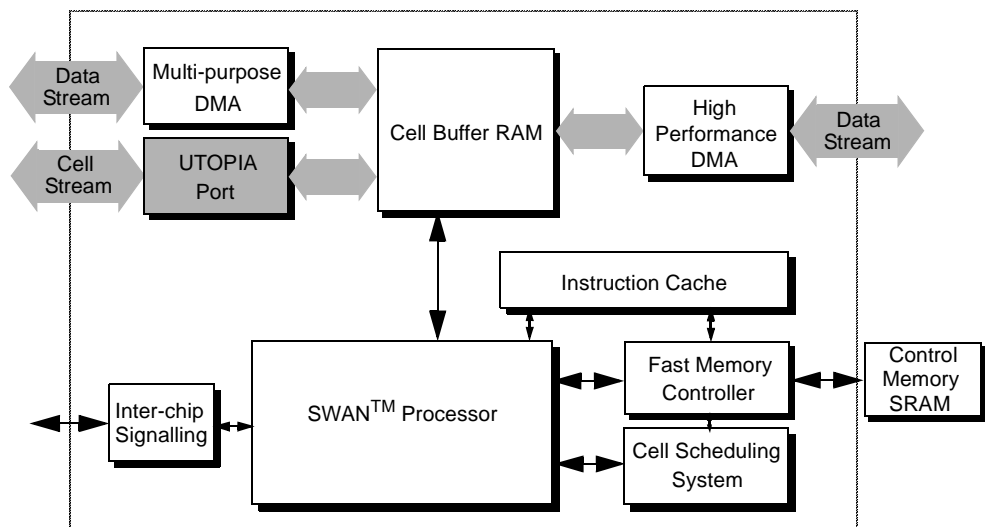 Data
Stream
Multi-purpose
DMA
Cell Buffer RAM
High
Performance
DMA
Data
Stream
Cell
Stream
UTOPIA
Port
Instruction Cache
SWAN™ Processor
Fast Memory
Controller
Control
Memory
SRAM
Inter-chip
Signalling
Cell Scheduling
System